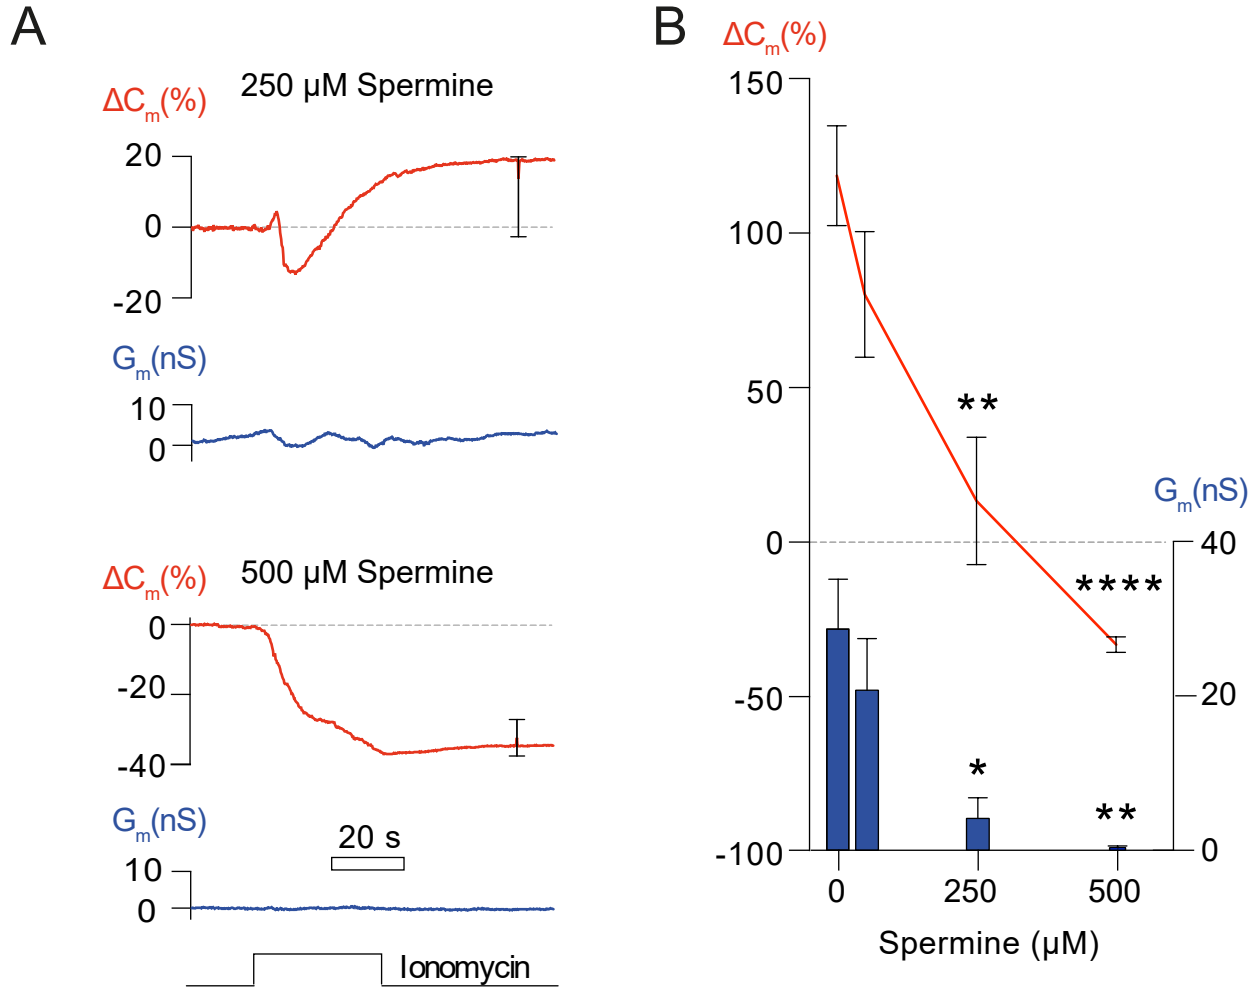 A
250 µM Spermine
ΔCm(%)
20
0
-20
Gm(nS)
10
0
500 µM Spermine
ΔCm(%)
0
-20
-40
Gm(nS)
20 s
10
0
Ionomycin
B
ΔCm(%)
150
100
50
0
-50
-100
**
****
*
**
Gm(nS)
40
20
0
0 250 500
Spermine (µM)